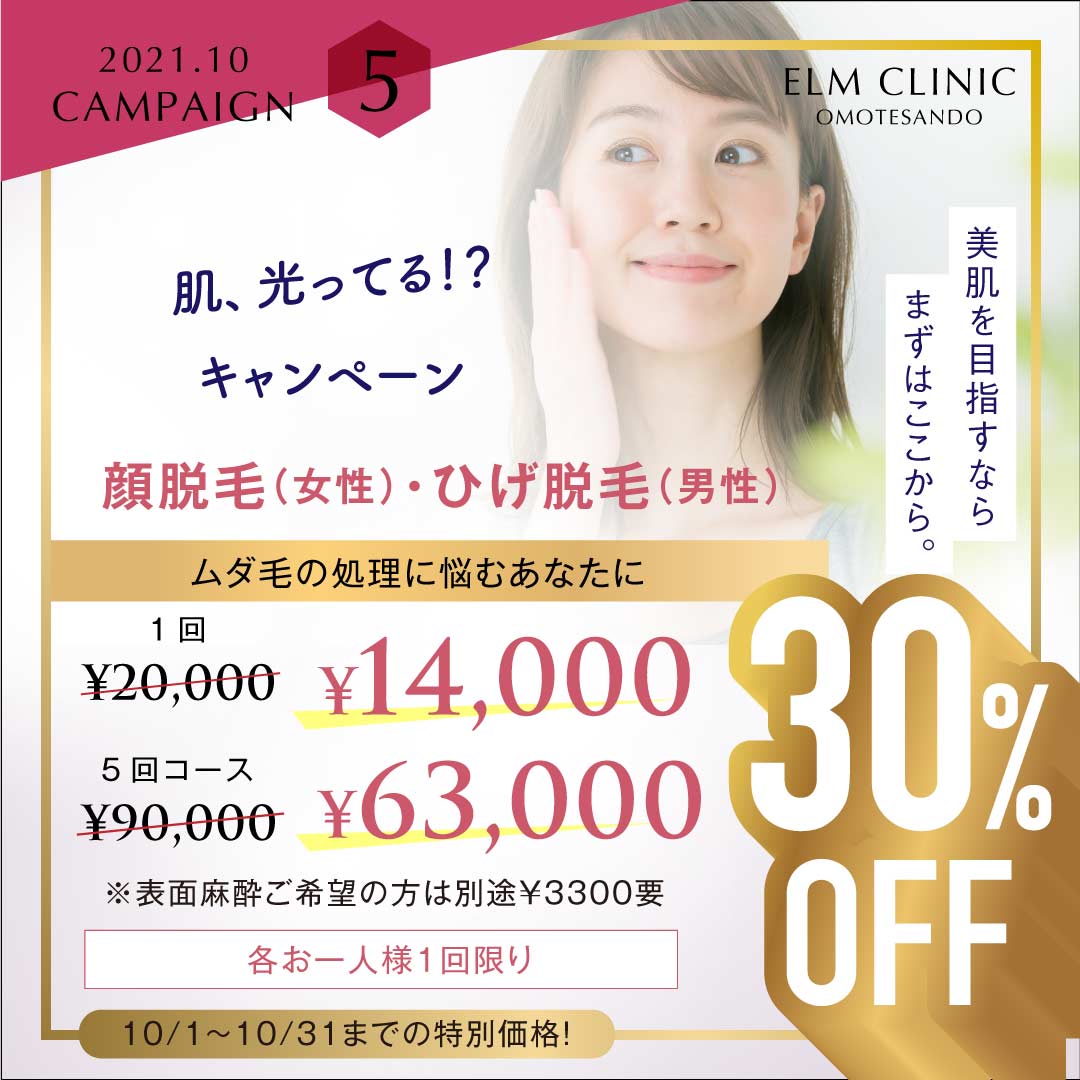 2021.10
CAMPAIGN
5
ELM CLINIC
OMOTESANDO
美肌を目指すなら
まずはここから。
肌、光ってる!?
キャンペーン
顔脱毛(女性)・ひげ脱毛(男性)
ムダ毛の処理に悩むあなたに
1回
¥20,000 ¥14,000
5回コース
¥90,000 ¥63,000
30%
OFF
※表面麻酔ご希望の方は別途¥3300要
各お一人様1回限り
10/1～10/31までの特別価格!